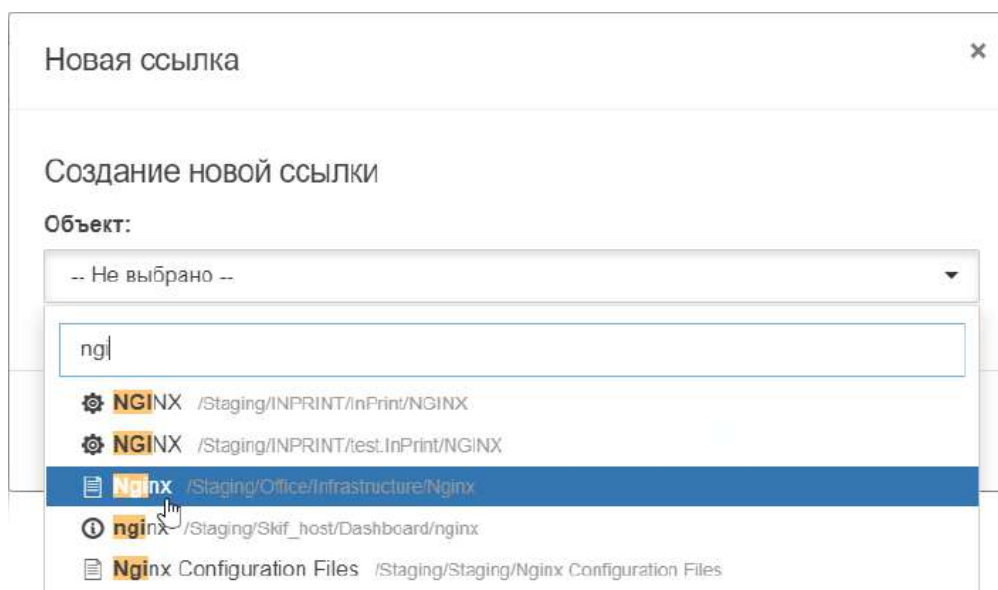 Новая ссылка ×
Создание новой ссылки
Объект:
-- Не выбрано --
ngi
NGINX /Staging/INPRINT/InPrint/NGINX
NGINX /Staging/INPRINT/test.InPrint/NGINX
Nginx /Staging/Office/Infrastructure/Nginx
nginx /Staging/Skif_host/Dashboard/nginx
Nginx Configuration Files /Staging/Staging/Nginx Configuration Files